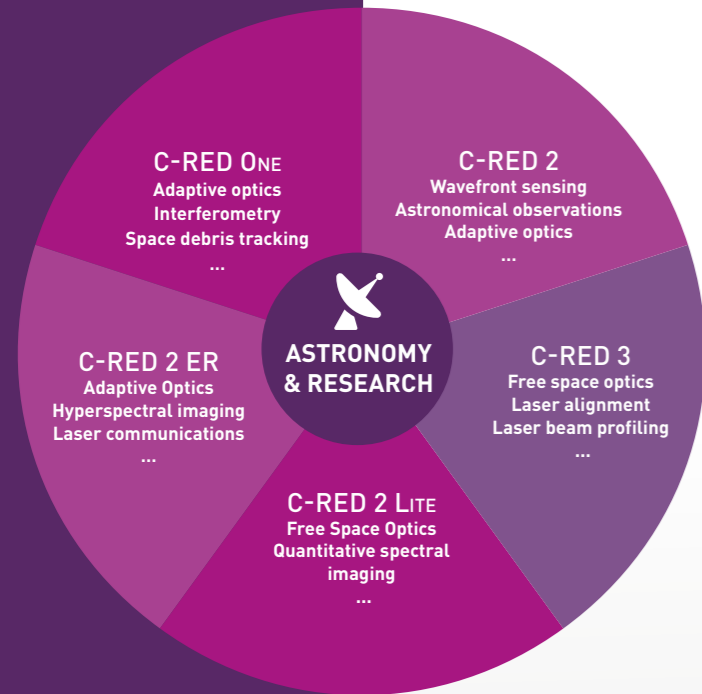 C-RED ONE
Adaptive optics
Interferometry
Space debris tracking
...
C-RED 2
Wavefront sensing
Astronomical observations
Adaptive optics
...
ASTRONOMY
& RESEARCH
C-RED 2 ER
Adaptive Optics
Hyperspectral imaging
Laser communications
...
C-RED 3
Free space optics
Laser alignment
Laser beam profiling
...
C-RED 2 LITE
Free Space Optics
Quantitative spectral
imaging
...